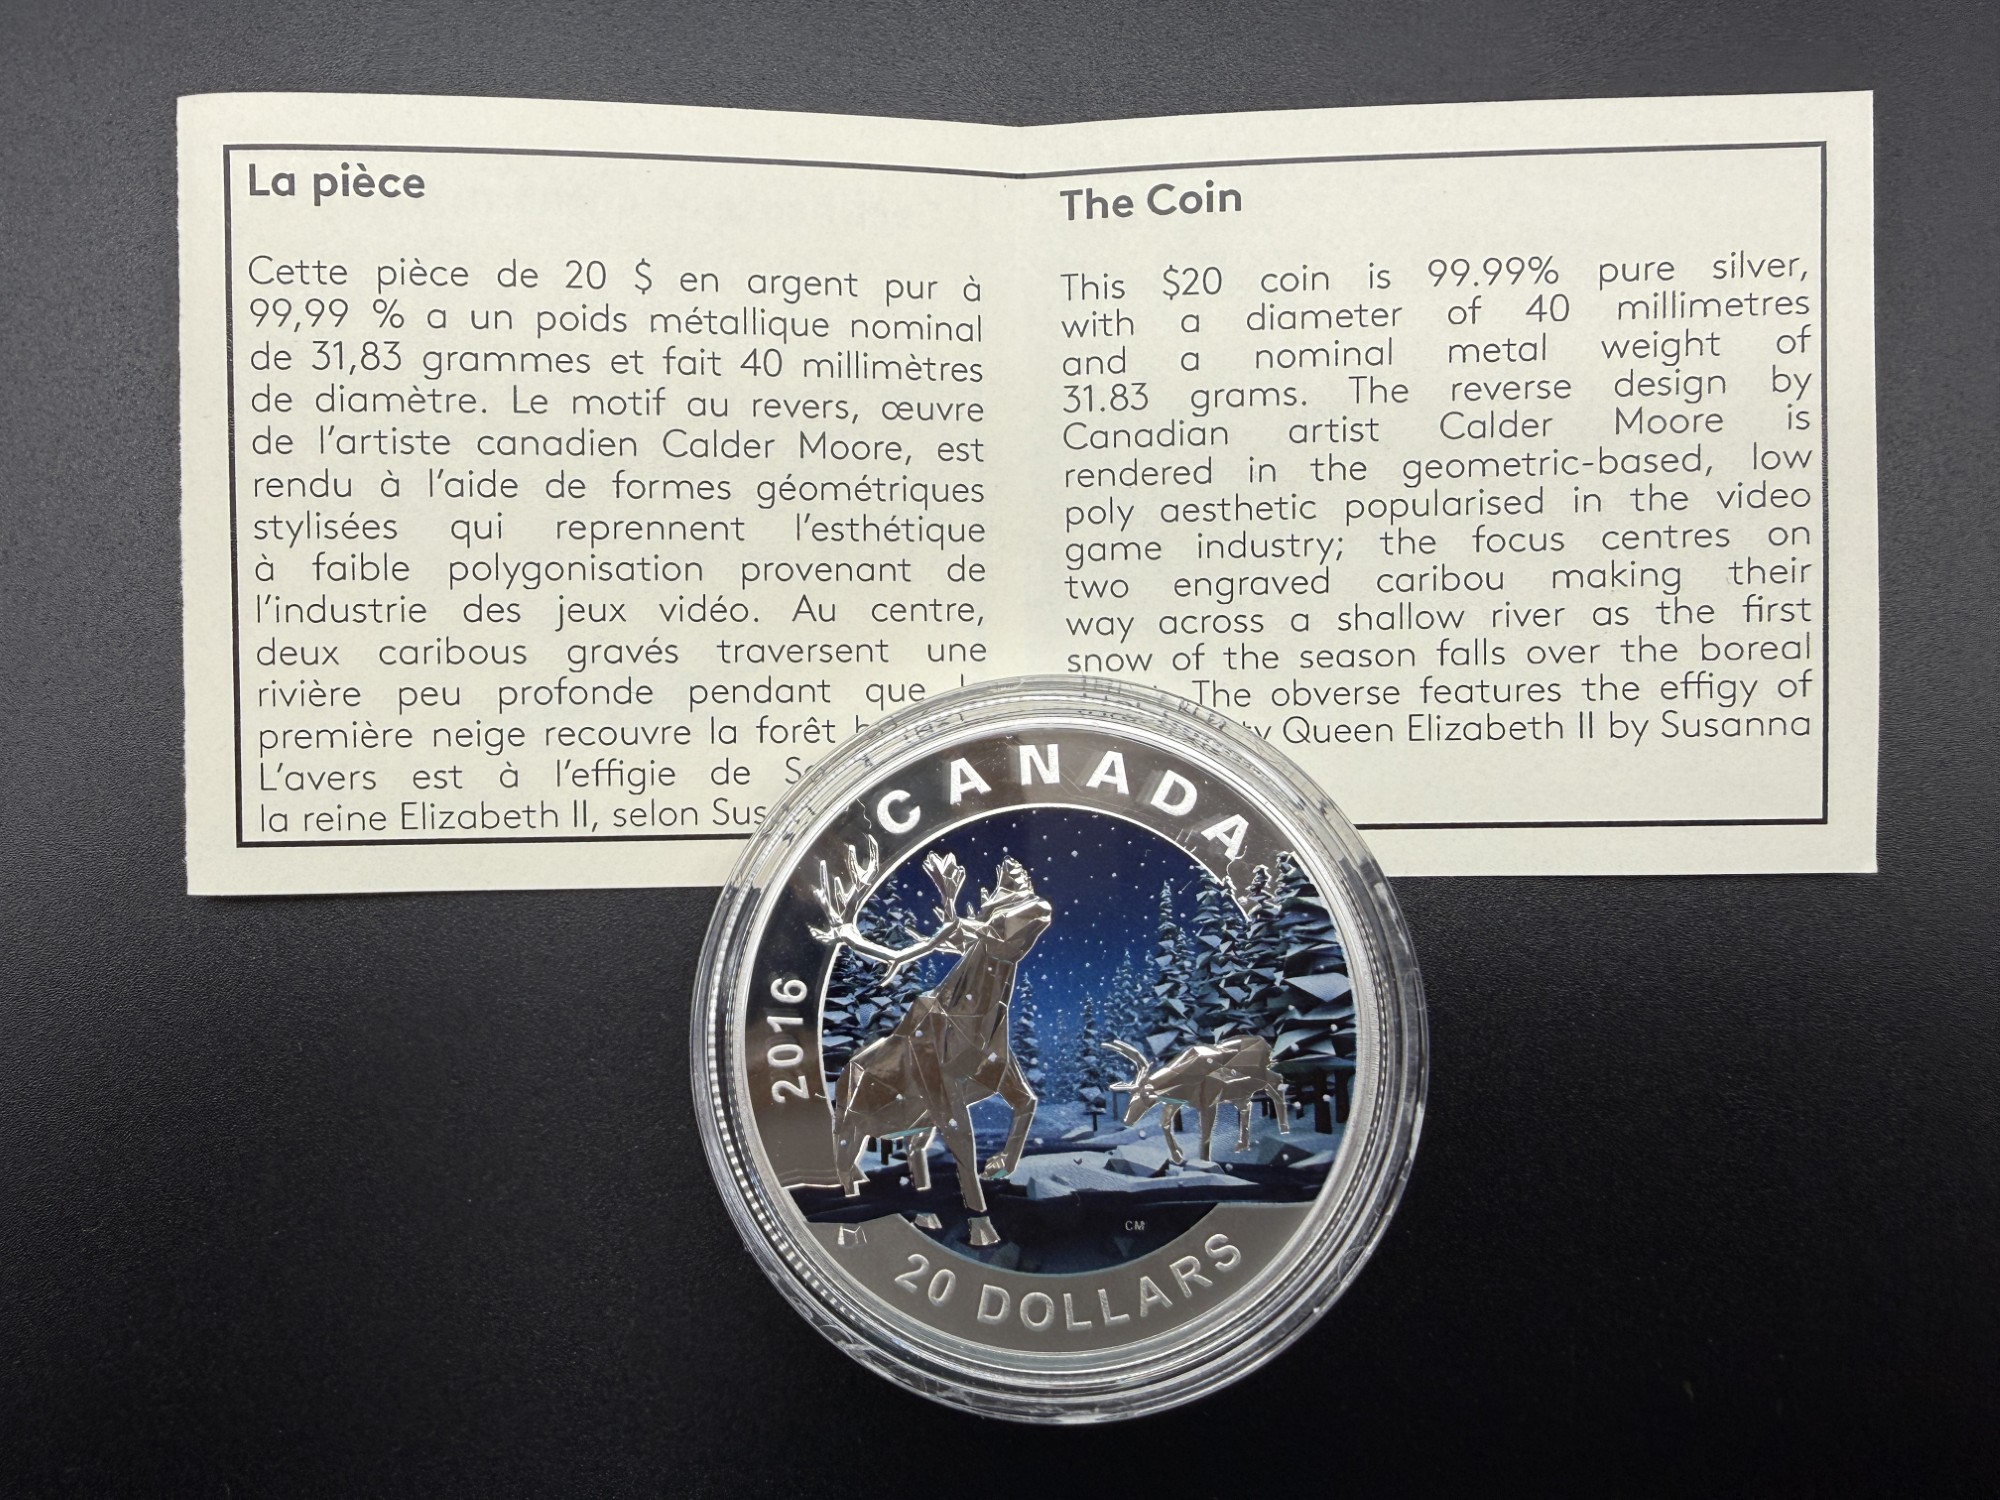 La pièce
Cette pièce de 20 $ en argent pur à
99,99 % a un poids métallique nominal
de 31,83 grammes et fait 40 millimètres
de diamètre. Le motif au revers, œuvre
de l'artiste canadien Calder Moore, est
rendu à l'aide de formes géométriques
stylisées qui reprennent l'esthétique
à faible polygonisation provenant de
l'industrie des jeux vidéo. Au centre,
deux caribous gravés traversent une
rivière peu profonde pendant que
première neige recouvre la forêt
L'avers est à l'effigie de
la reine Elizabeth II, selon
The Coin
This $20 coin is 99.99% pure silver,
with a diameter of 40 millimetres
and a nominal metal weight of
31.83 grams. The reverse design by
Canadian artist Calder Moore is
rendered in the geometric-based, low
poly aesthetic popularised in the video
game industry; the focus centres on
two engraved caribou making their
way across a shallow river as the first
snow of the season falls over the boreal
The obverse features the effigy of
Queen Elizabeth II by Susanna
CANADA
2016
CM
20 DOLLARS